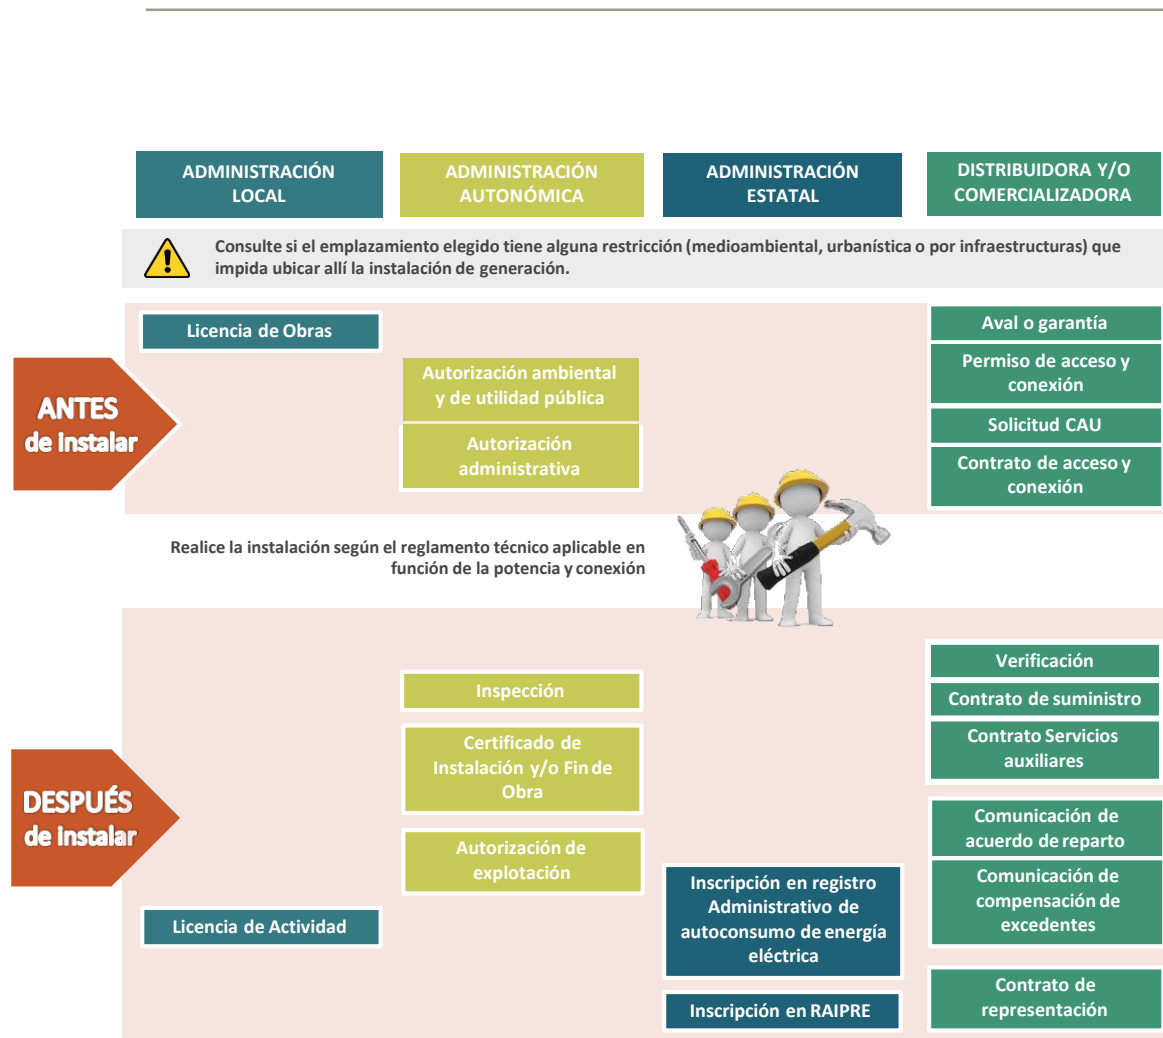 ADMINISTRACIÓN
LOCAL
ADMINISTRACIÓN
AUTONÓMICA
ADMINISTRACIÓN
ESTATAL
DISTRIBUIDORA Y/O
COMERCIALIZADORA
Consulte si el emplazamiento elegido tiene alguna restricción (medioambiental, urbanística o por infraestructuras) que
impida ubicar allí la instalación de generación.
ANTES
de instalar
Licencia de Obras
Autorización ambiental
y de utilidad pública
Autorización
administrativa
Aval o garantía
Permiso de acceso y
conexión
Solicitud CAU
Contrato de acceso y
conexión
Realice la instalación según el reglamento técnico aplicable en
función de la potencia y conexión
DESPUÉS
de instalar
Licencia de Actividad
Inspección
Certificado de
Instalación y/o Fin de
Obra
Autorización de
explotación
Inscripción en registro
Administrativo de
autoconsumo de energía
eléctrica
Inscripción en RAIPRE
Verificación
Contrato de suministro
Contrato Servicios
auxiliares
Comunicación de
acuerdo de reparto
Comunicación de
compensación de
excedentes
Contrato de
representación